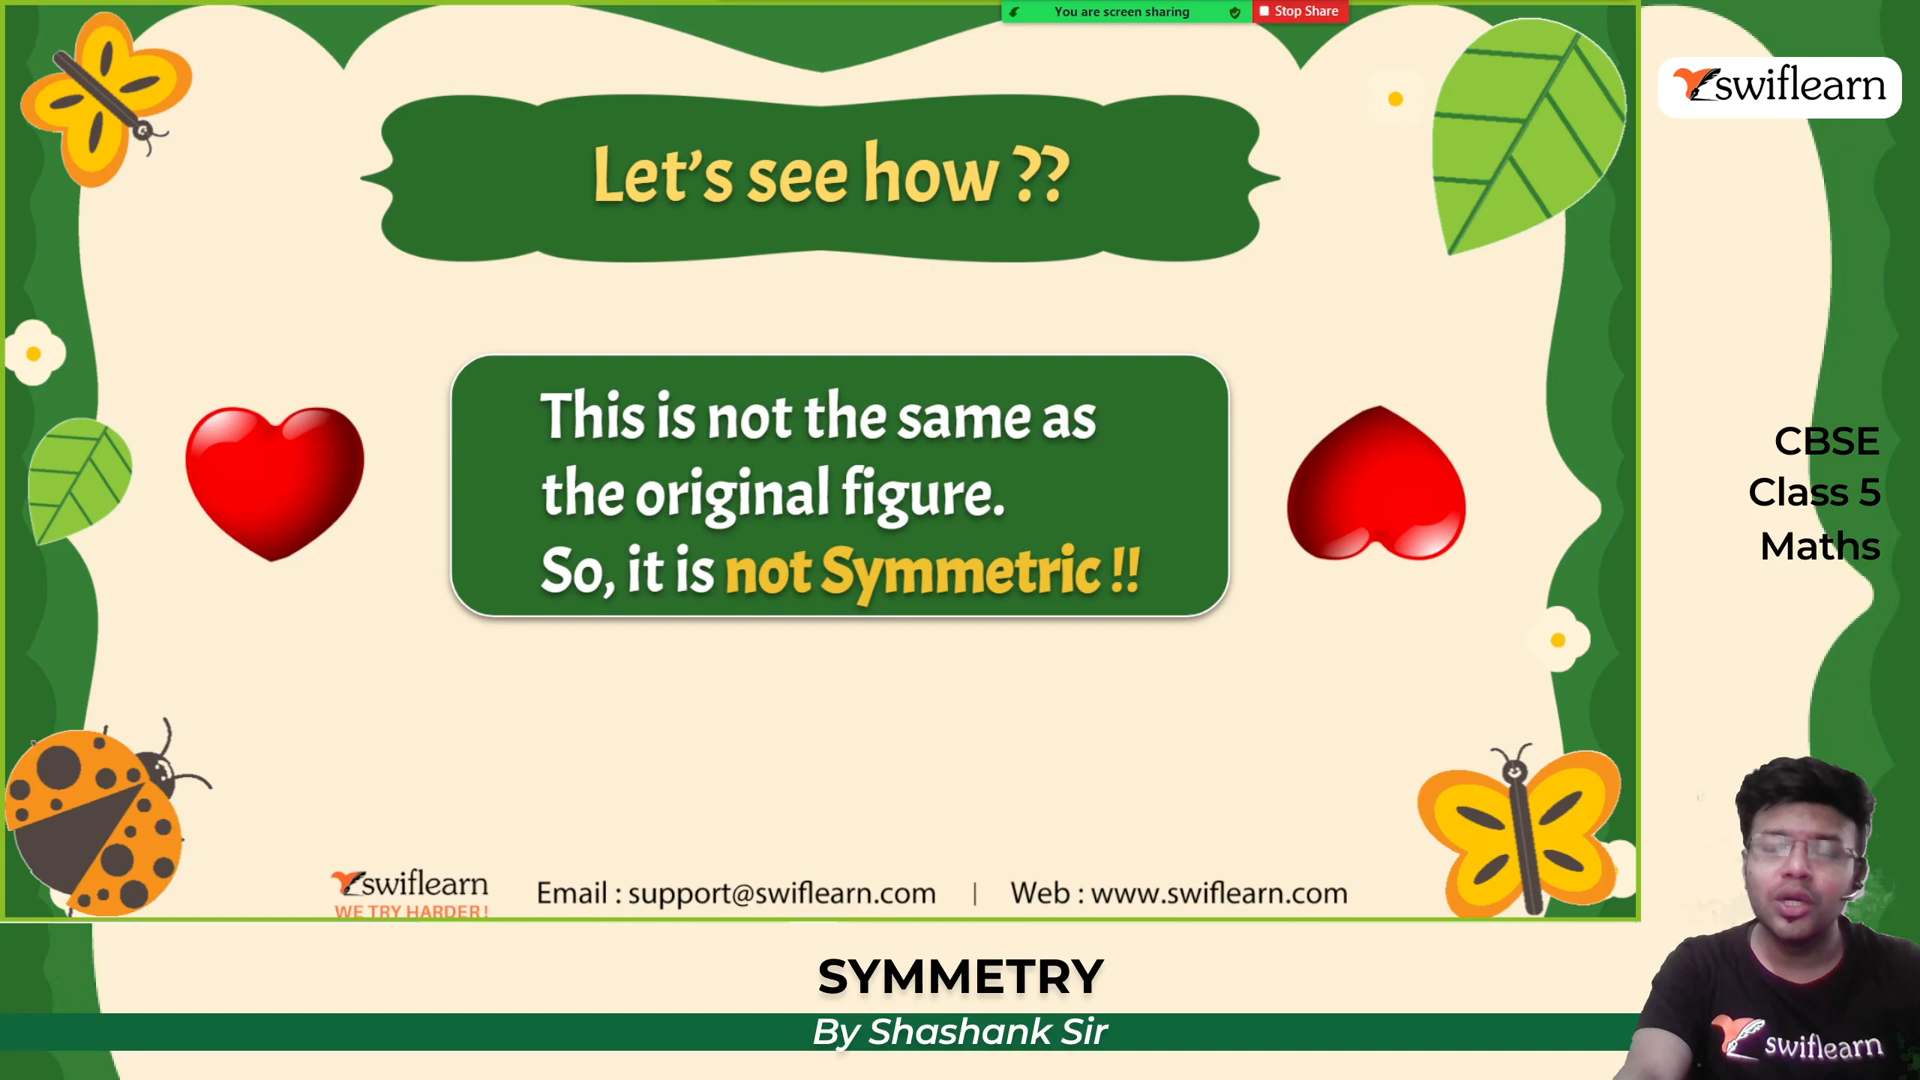 You are screen sharing
Stop Share
swiflearn
Let's see how ??
This is not the same as
the original figure.
So, it is not Symmetric !!
CBSE
Class 5
Maths
swiflearn
WE TRY HARDER !
Email : support@swiflearn.com | Web : www.swiflearn.com
SYMMETRY
By Shashank Sir
swiflearn